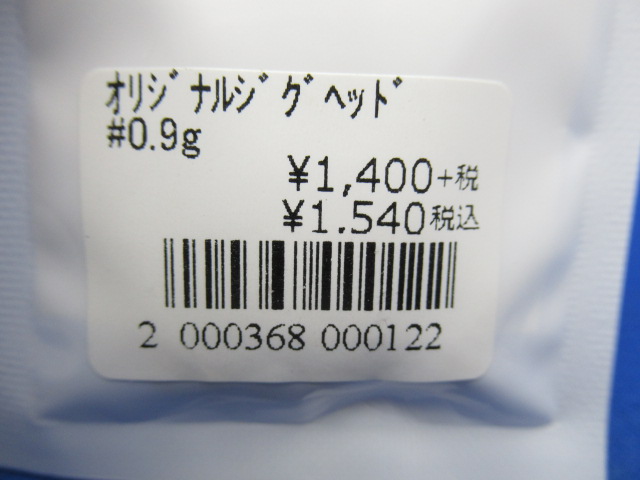 ｵﾘｼﾞﾅﾙｼﾞｸﾞﾍｯﾄﾞ
#0.9g
¥1,400+税
¥1.540税込
2 000368 000122